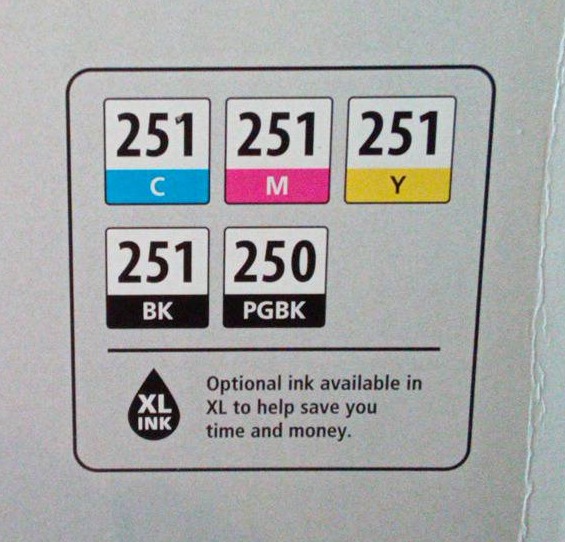 251 251 251
C M Y
251 250
BK PGBK
XL
INK
Optional ink available in
XL to help save you
time and money.